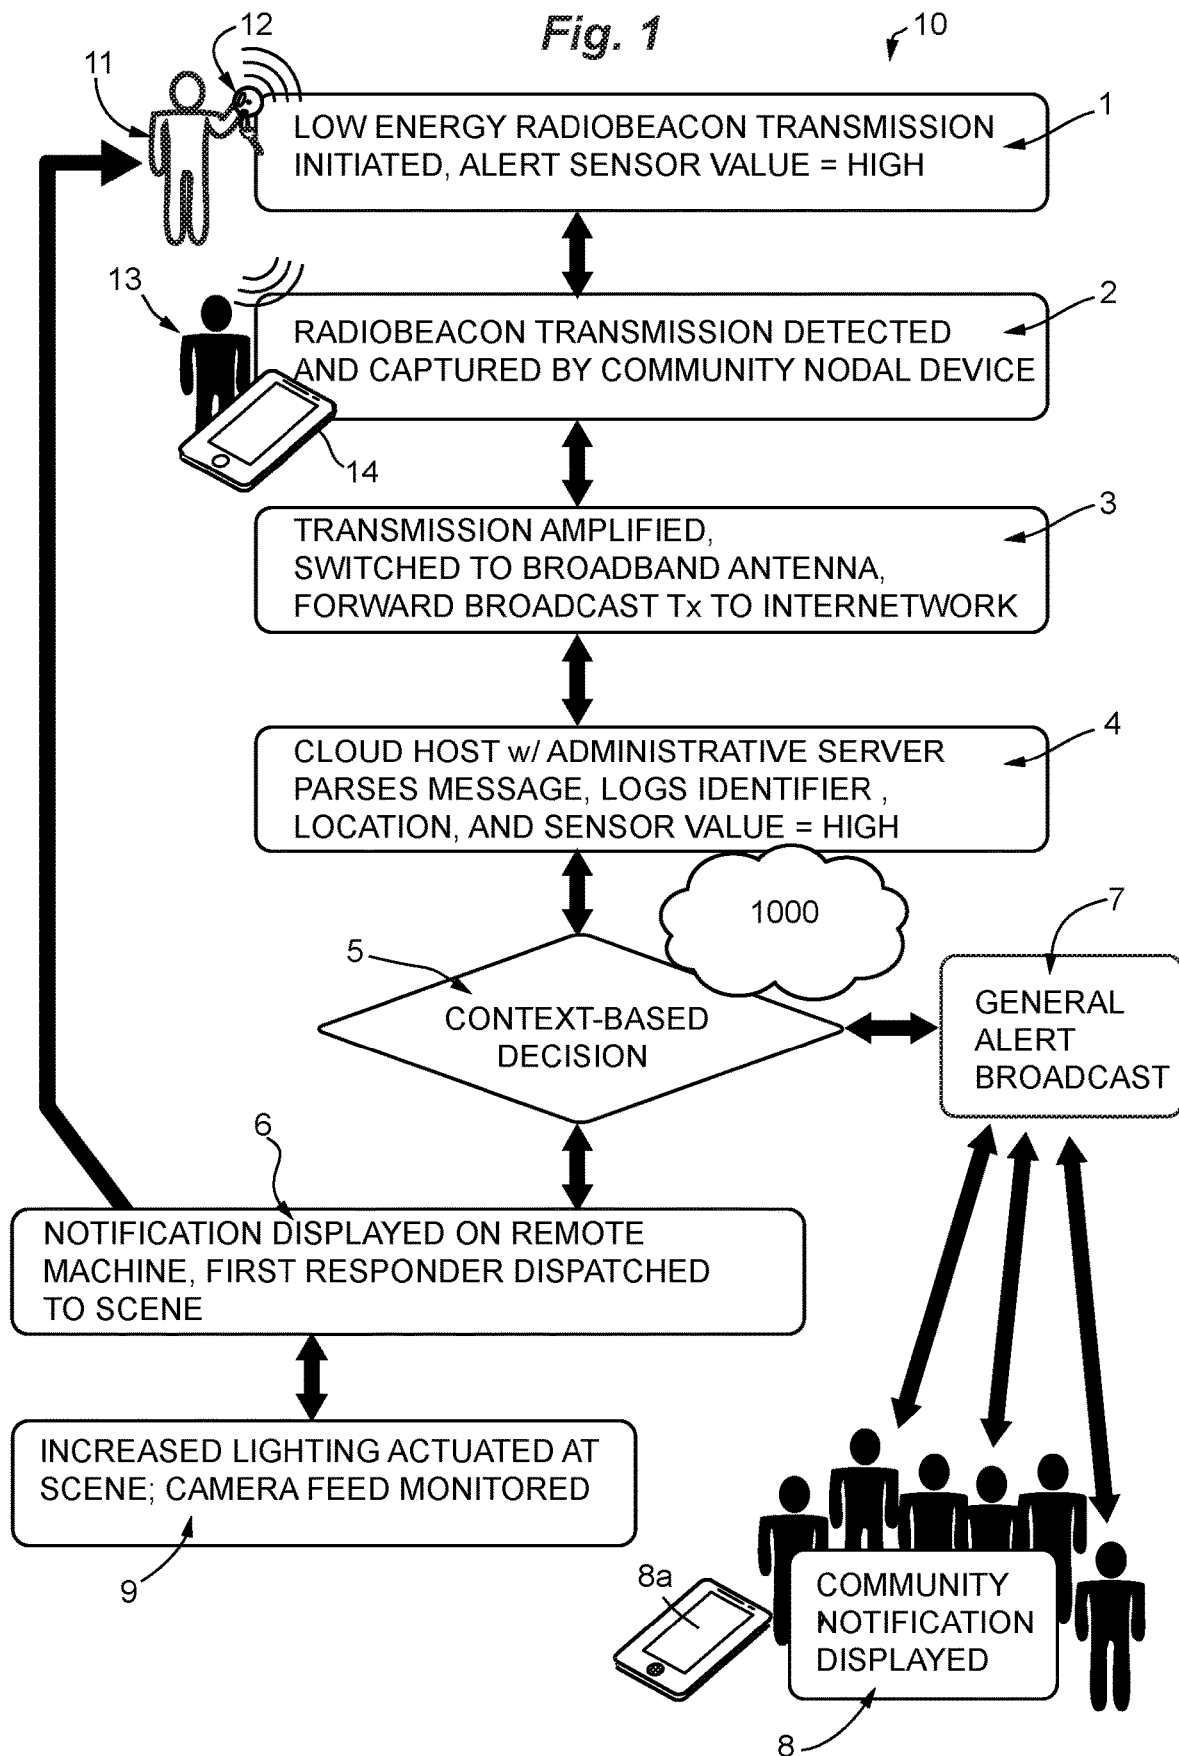 Fig. 1
10
12
11
1
LOW ENERGY RADIOBEACON TRANSMISSION
INITIATED, ALERT SENSOR VALUE = HIGH
13
2
RADIOBEACON TRANSMISSION DETECTED
AND CAPTURED BY COMMUNITY NODAL DEVICE
14
3
TRANSMISSION AMPLIFIED,
SWITCHED TO BROADBAND ANTENNA,
FORWARD BROADCAST Tx TO INTERNETWORK
4
CLOUD HOST w/ ADMINISTRATIVE SERVER
PARSES MESSAGE, LOGS IDENTIFIER ,
LOCATION, AND SENSOR VALUE = HIGH
1000
5
CONTEXT-BASED
DECISION
7
GENERAL
ALERT
BROADCAST
6
NOTIFICATION DISPLAYED ON REMOTE
MACHINE, FIRST RESPONDER DISPATCHED
TO SCENE
INCREASED LIGHTING ACTUATED AT
SCENE; CAMERA FEED MONITORED
9
8a
COMMUNITY
NOTIFICATION
DISPLAYED
8